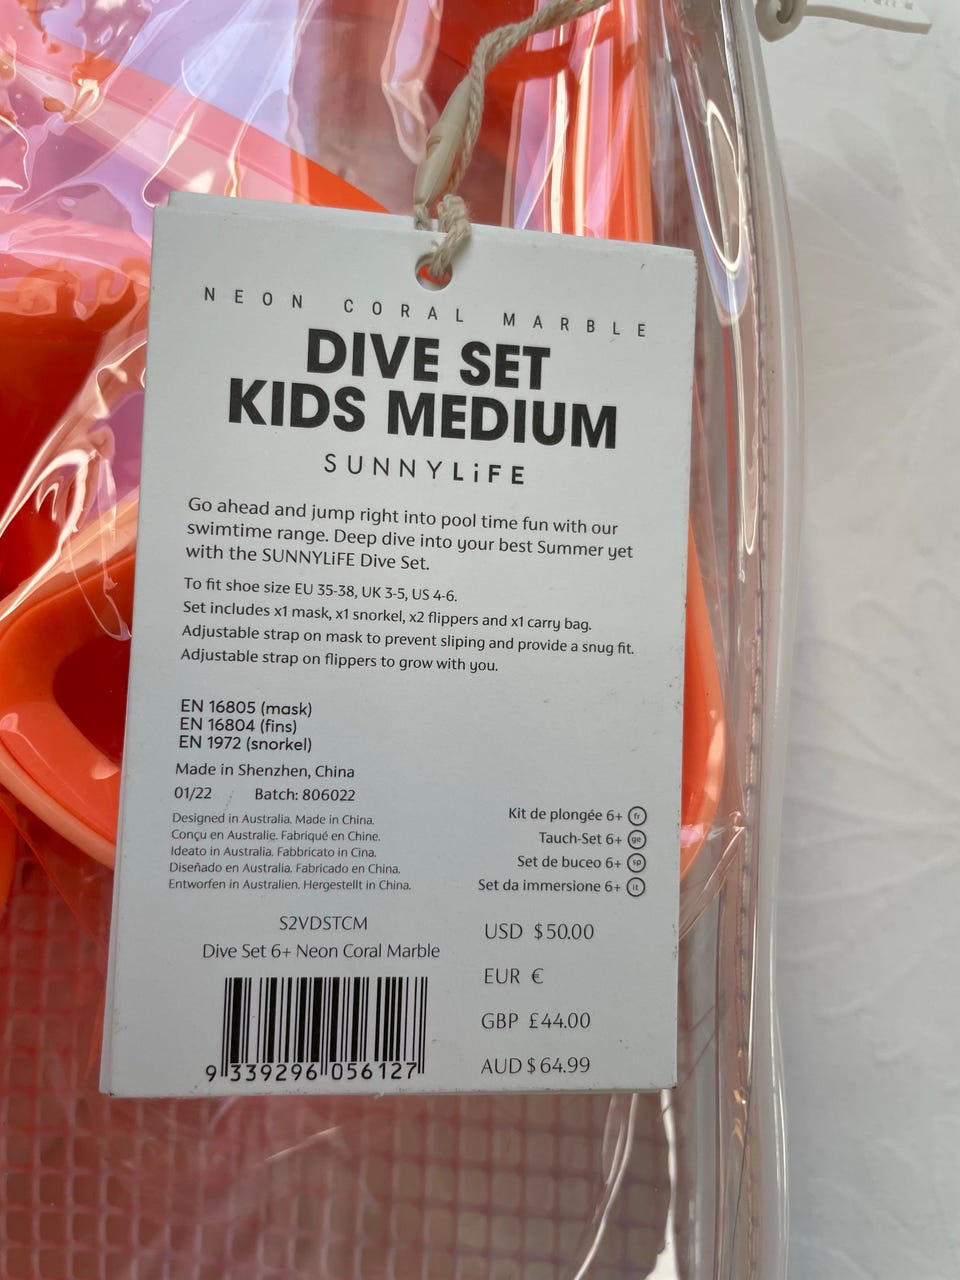 NEON CORAL MARBLE
DIVE SET
KIDS MEDIUM
SUNNYLiFE
Go ahead and jump right into pool time fun with our
swimtime range. Deep dive into your best Summer yet
with the SUNNYLiFE Dive Set.
To fit shoe size EU 35-38, UK 3-5, US 4-6.
Set includes x1 mask, x1 snorkel, x2 flippers and x1 carry bag.
Adjustable strap on mask to prevent sliping and provide a snug fit.
Adjustable strap on flippers to grow with you.
EN 16805 (mask)
EN 16804 (fins)
EN 1972 (snorkel)
Made in Shenzhen, China
01/22 Batch: 806022
Designed in Australia. Made in China.
Conçu en Australie. Fabriqué en Chine.
Ideato in Australia. Fabbricato in Cina.
Diseñado en Australia. Fabricado en China.
Entworfen in Australien. Hergestellt in China.
Kit de plongée 6+ fr
Tauch-Set 6+ ge
Set de buceo 6+ sp
Set da immersione 6+ it
S2VDSTCM
Dive Set 6+ Neon Coral Marble
9 339296 056127
USD $50.00
EUR €
GBP £44.00
AUD $64.99